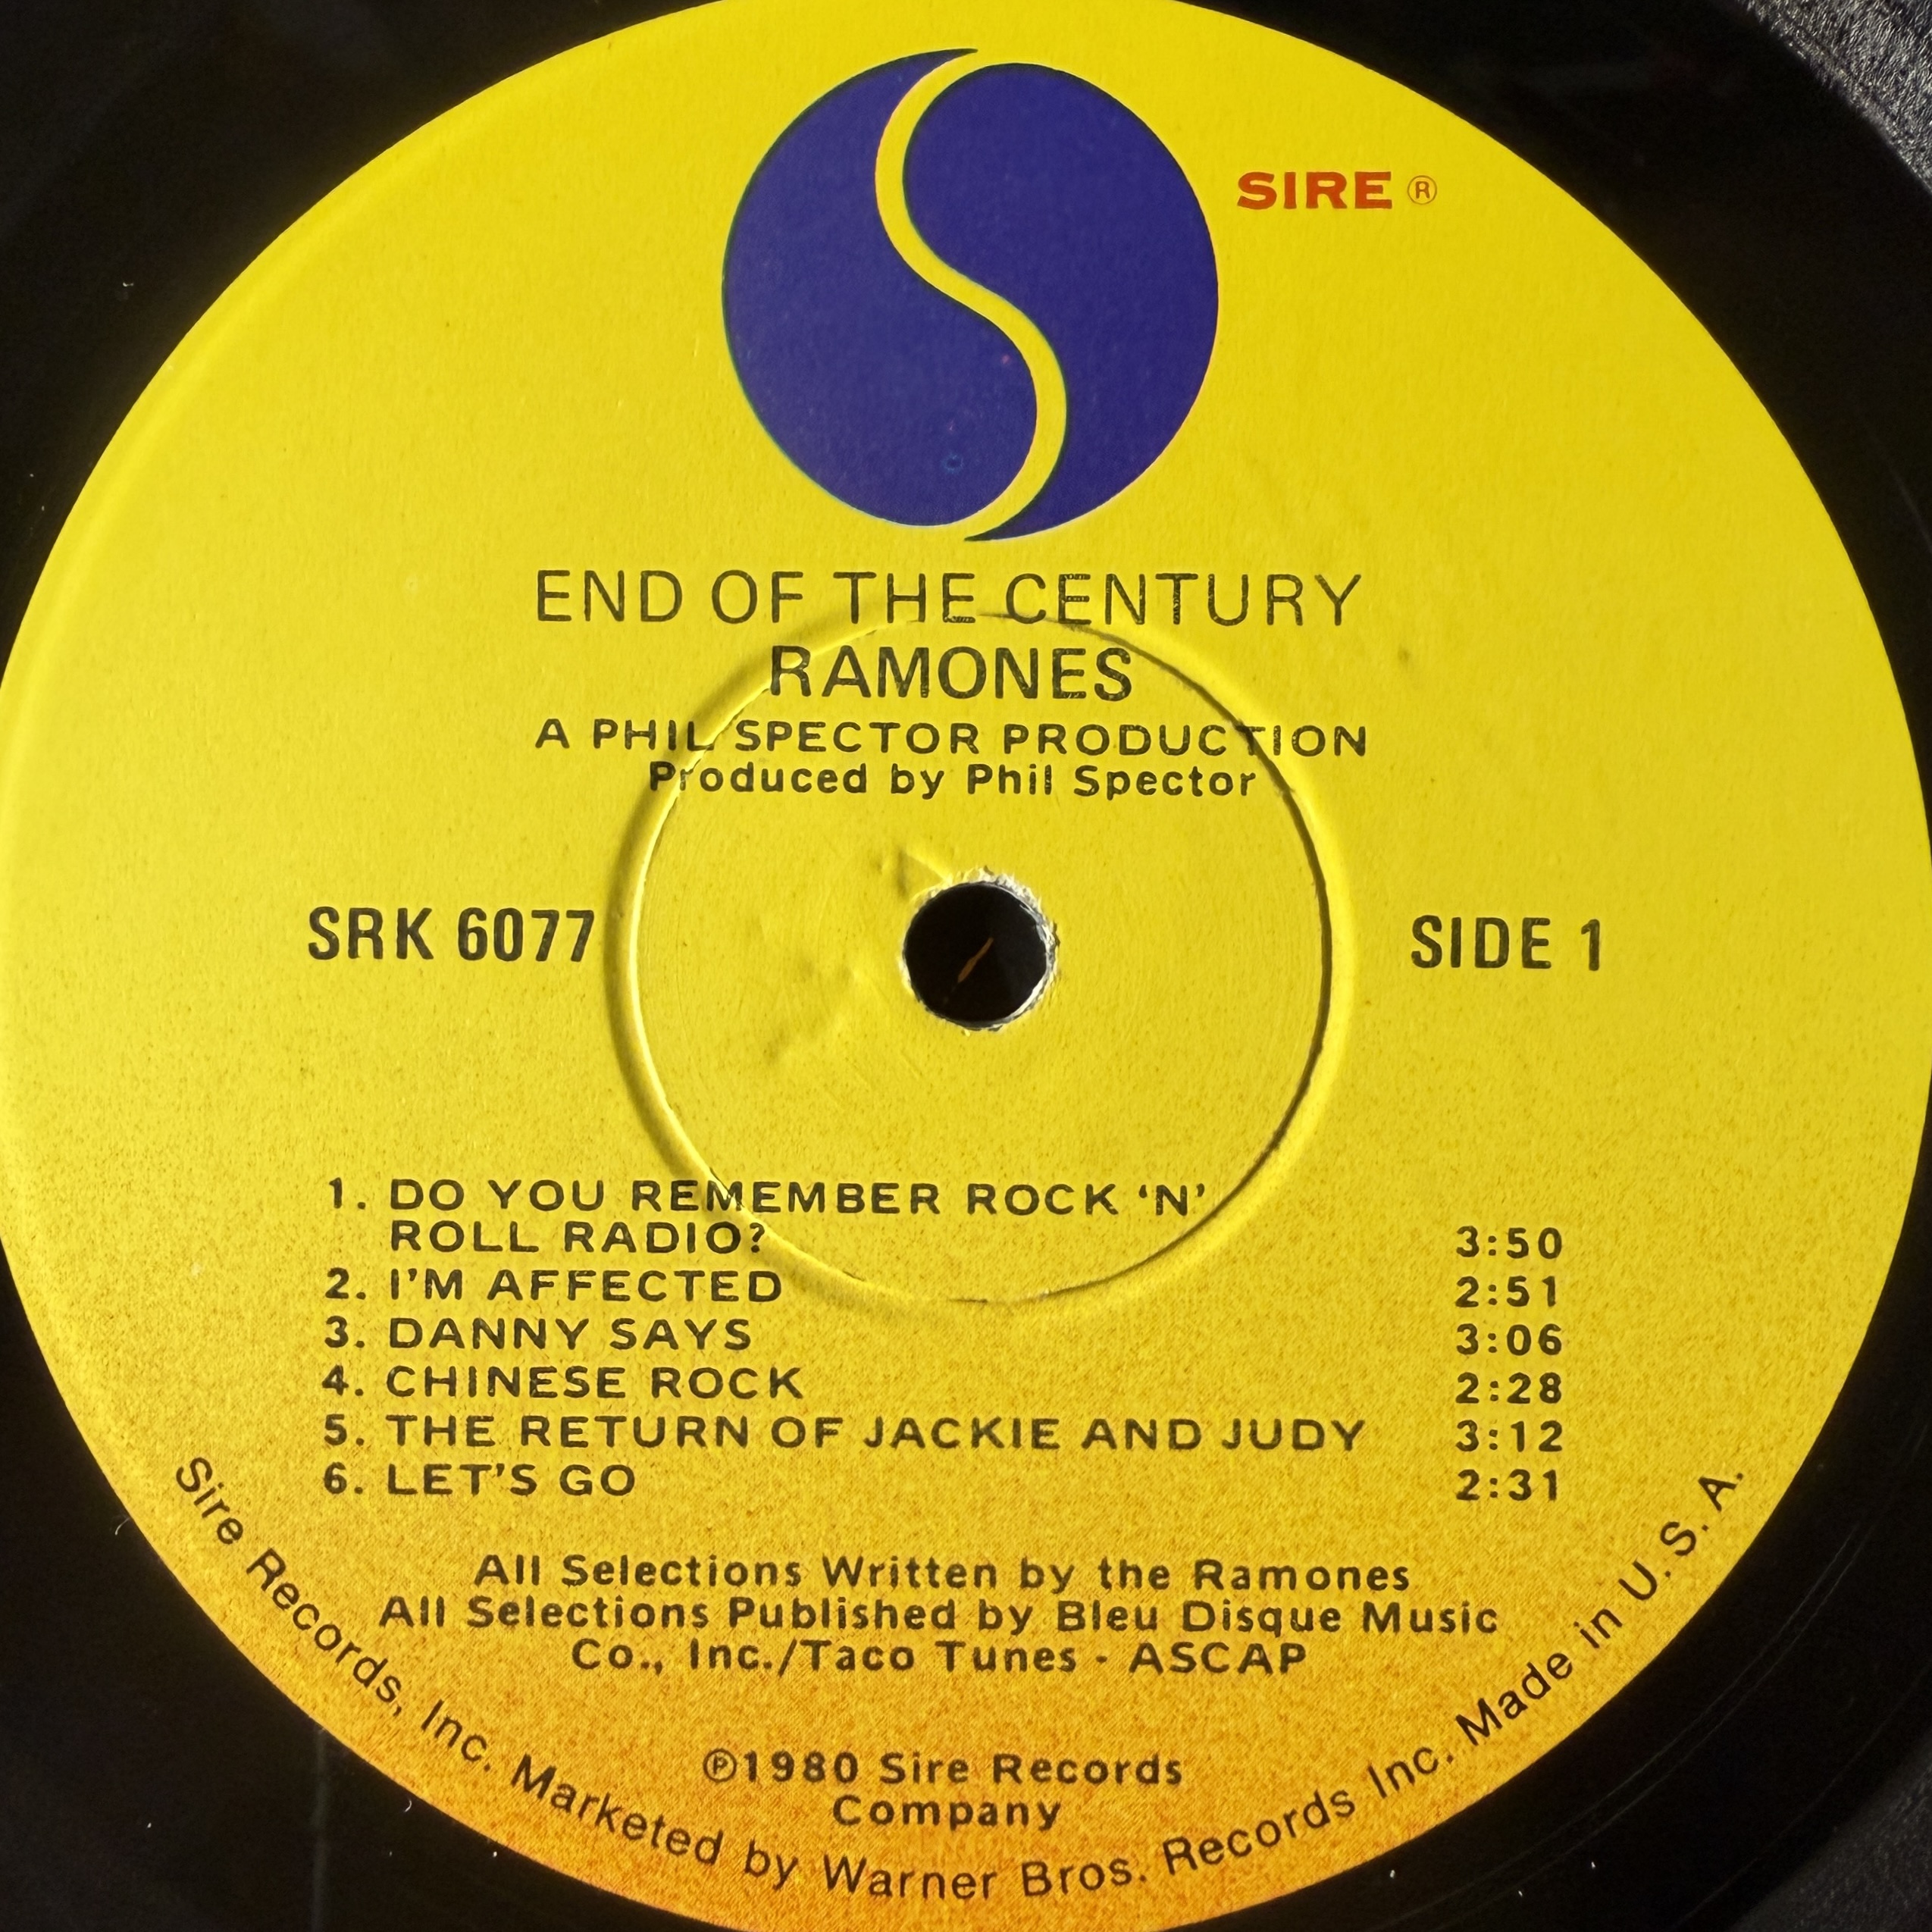 SIRE ®
END OF THE CENTURY
RAMONES
A PHIL SPECTOR PRODUCTION
Produced by Phil Spector
SRK 6077
SIDE 1
1. DO YOU REMEMBER ROCK ‘N’
ROLL RADIO? 3:50
2. I’M AFFECTED 2:51
3. DANNY SAYS 3:06
4. CHINESE ROCK 2:28
5. THE RETURN OF JACKIE AND JUDY 3:12
6. LET’S GO 2:31
All Selections Written by the Ramones
All Selections Published by Bleu Disque Music
Co., Inc./Taco Tunes - ASCAP
℗1980 Sire Records
Company
Sire Records, Inc. Marketed by Warner Bros. Records Inc. Made in U. S. A.